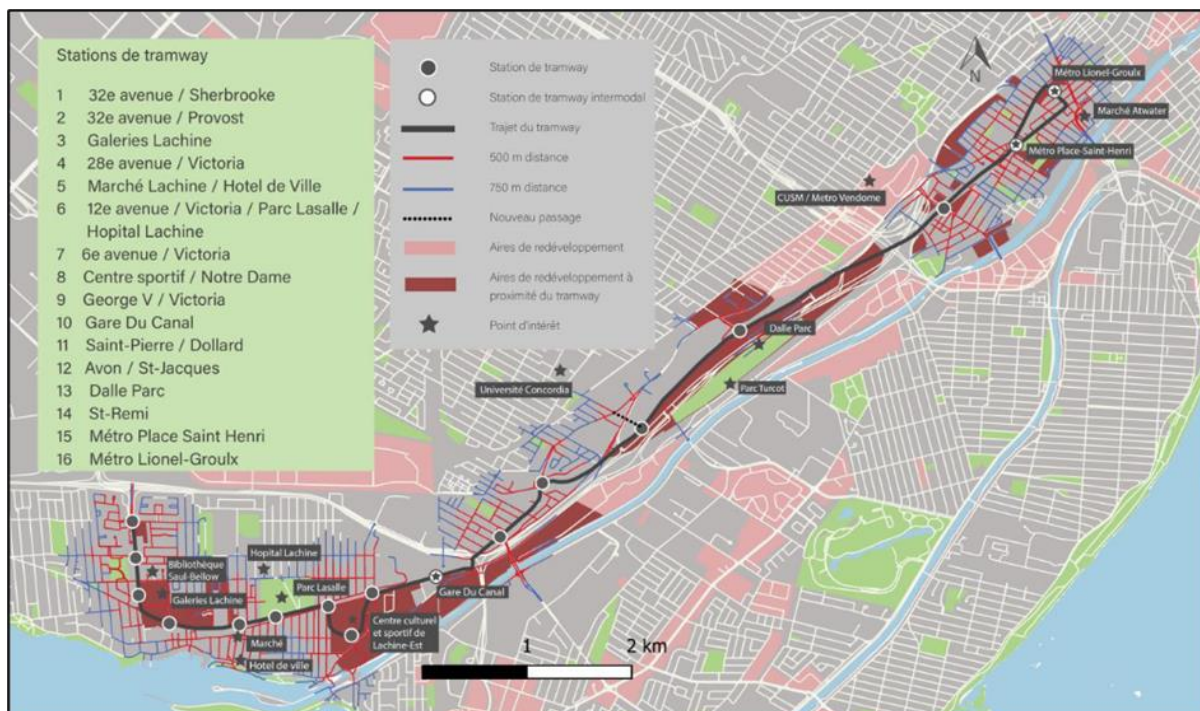 Stations de tramway
1 32e avenue / Sherbrooke
2 32e avenue / Provost
3 Galeries Lachine
4 28e avenue / Victoria
5 Marché Lachine / Hotel de Ville
6 12e avenue / Victoria / Parc Lasalle /
Hopital Lachine
7 6e avenue / Victoria
8 Centre sportif / Notre Dame
9 George V / Victoria
10 Gare Du Canal
11 Saint-Pierre / Dollard
12 Avon / St-Jacques
13 Dalle Parc
14 St-Remi
15 Métro Place Saint Henri
16 Métro Lionel-Groulx
Station de tramway
Station de tramway intermodal
Trajet du tramway
500 m distance
750 m distance
Nouveau passage
Aires de redéveloppement
Aires de redéveloppement à
proximité du tramway
Point d'intérêt
N
Métro Lionel-Groulx
Marché Atwater
Métro Place-Saint-Henri
CUSM / Metro Vendome
Dalle Parc
Parc Turcot
Université Concordia
Hopital Lachine
Bibliothèque
Saul-Bellow
Galeries Lachine
Parc Lasalle
Gare Du Canal
Centre culturel
et sportif de
Lachine-Est
Marché
Hotel de ville
1 2 km